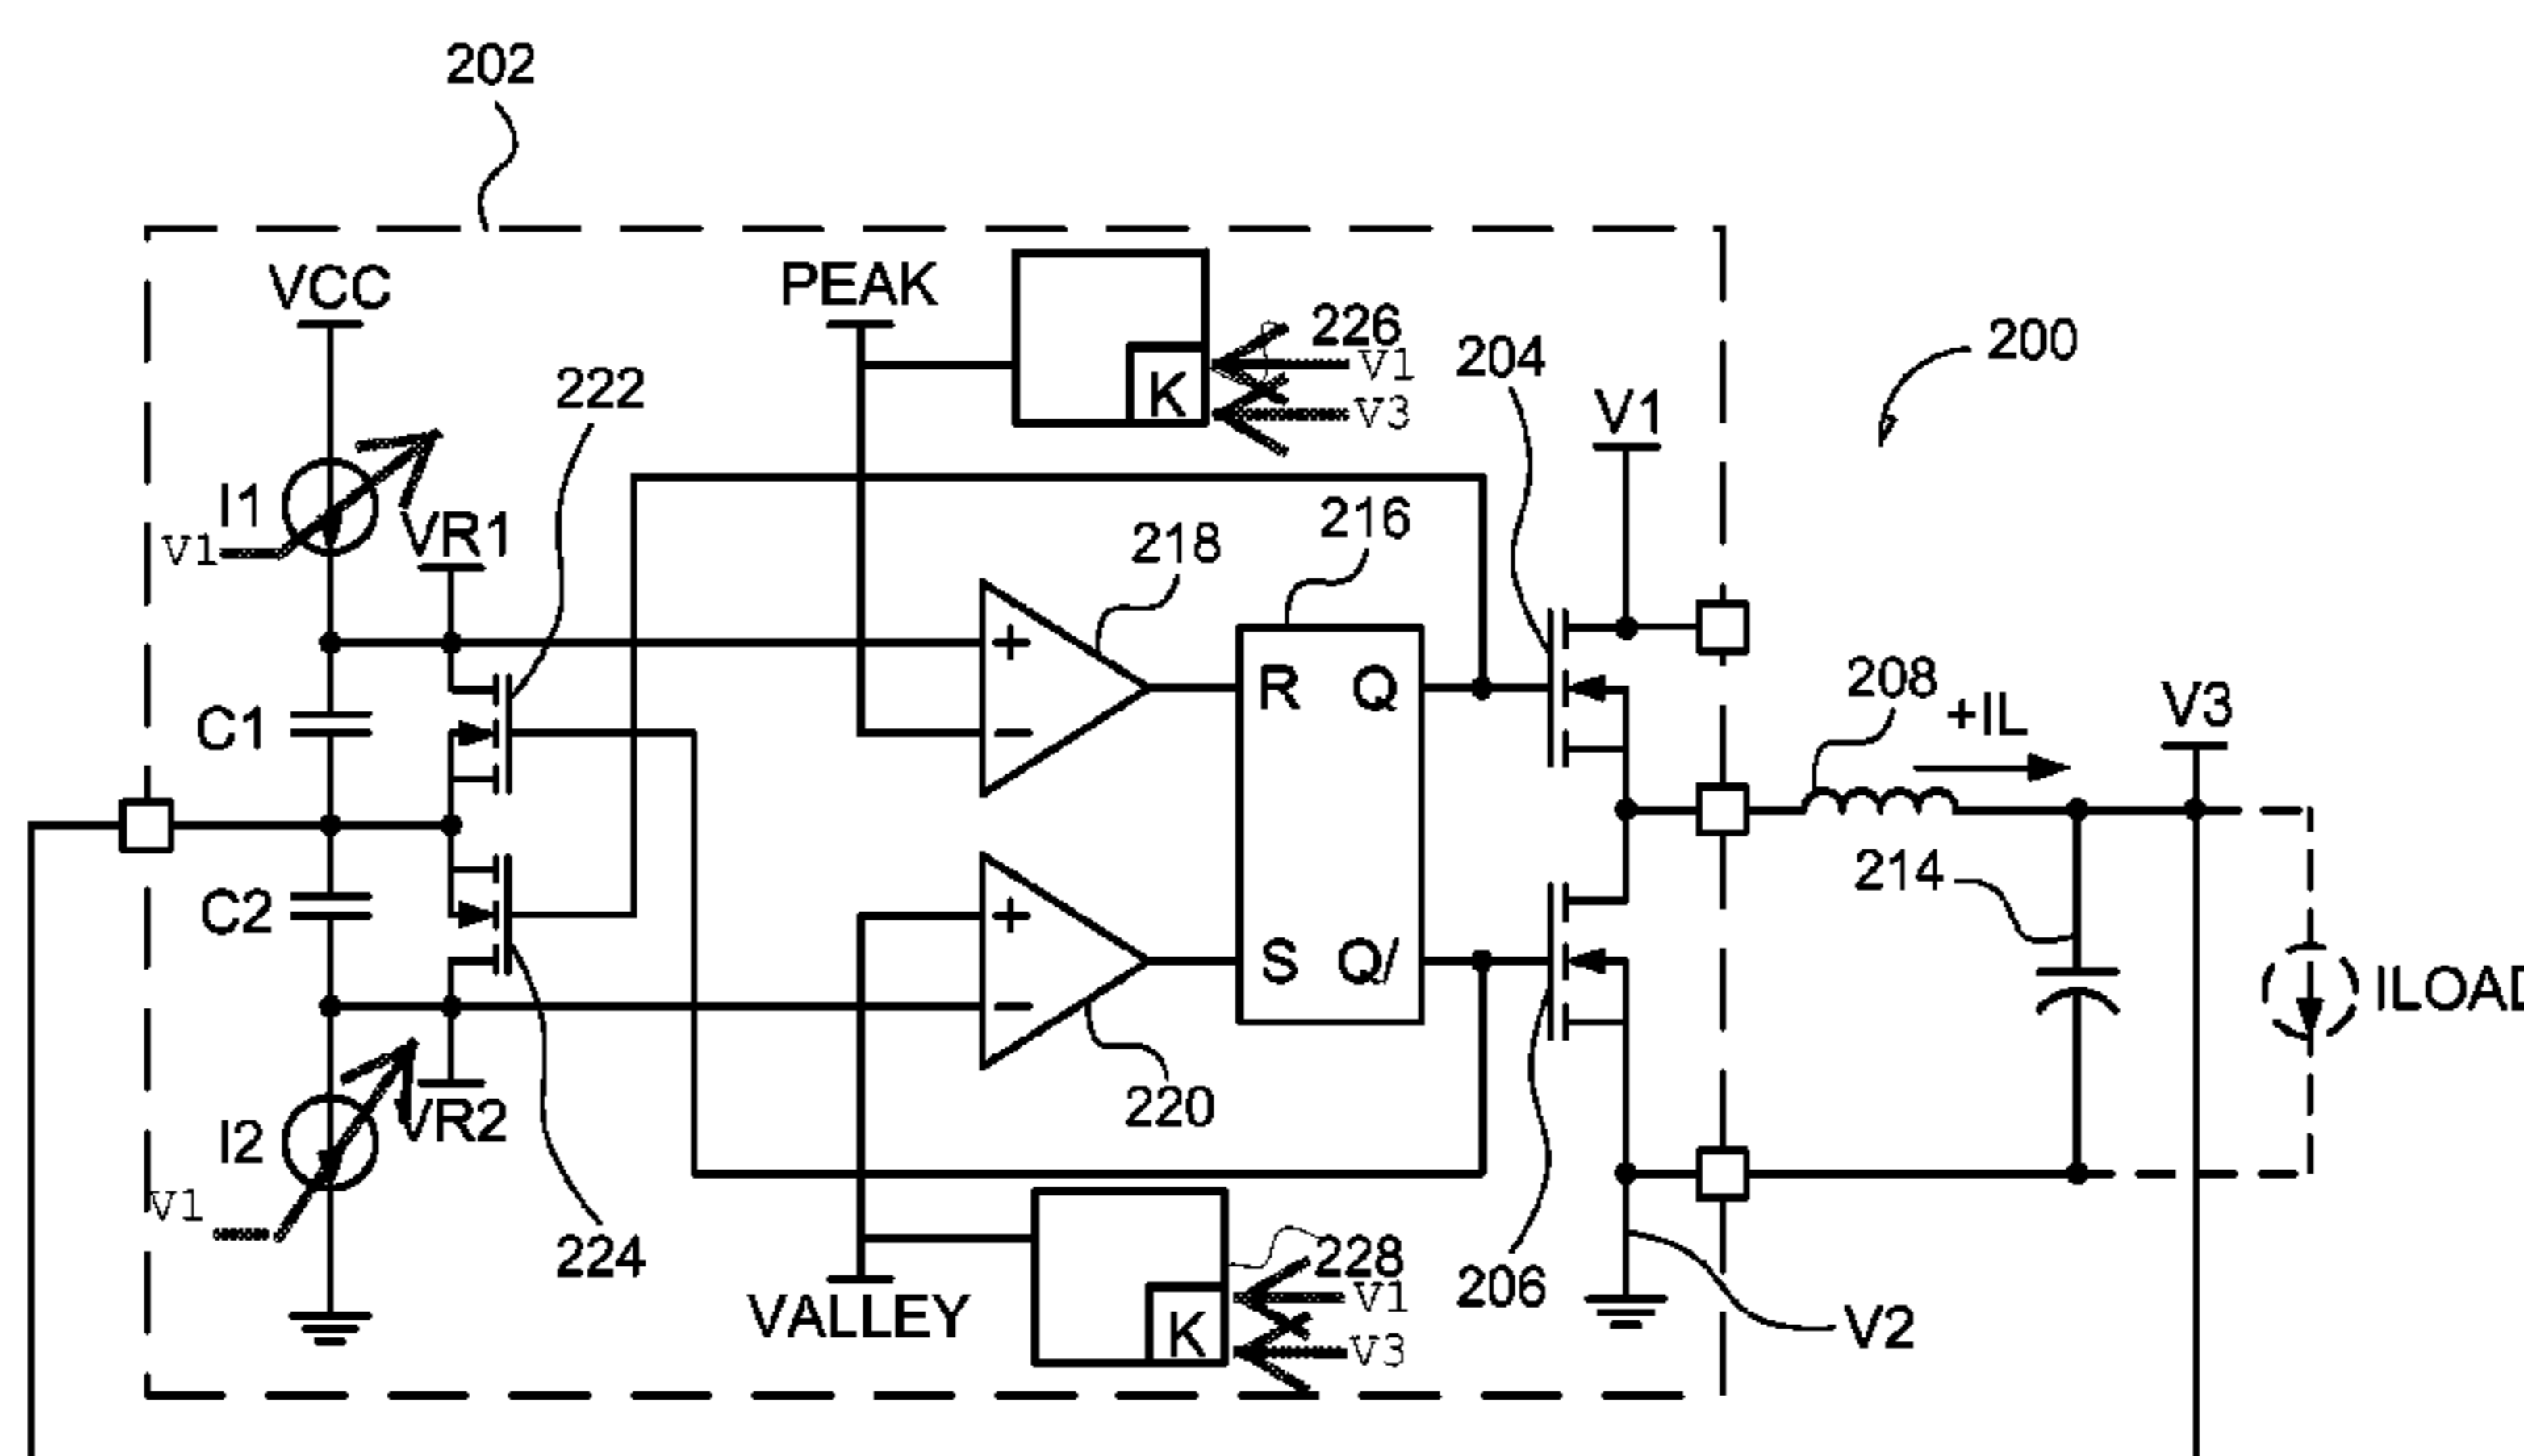 202
VCC
PEAK
226
V1
K
V3
204
200
222
V1
I1
V1
VR1
218
216
208
+IL
V3
+
R
Q
C1
−
214
C2
+
S
Q/
ILOAD
−
VR2
I2
220
V1
224
228
V1
VALLEY
K
V3
206
V2